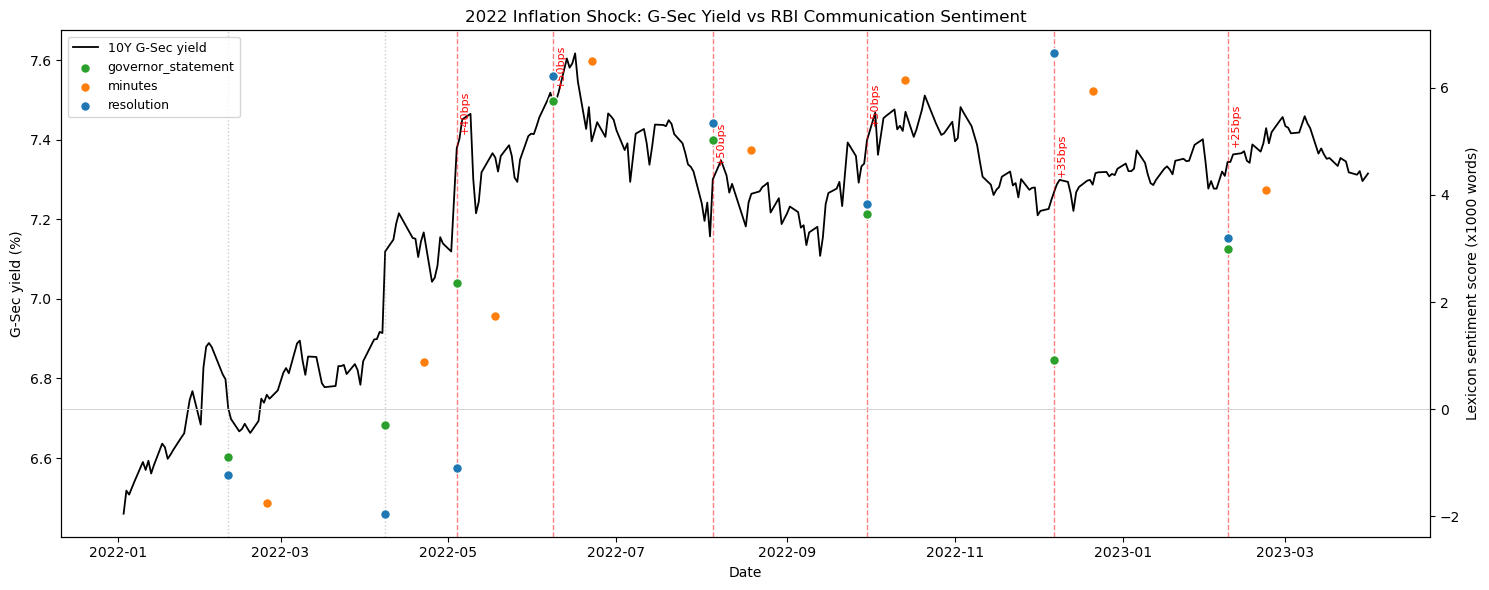 2022 Inflation Shock: G-Sec Yield vs RBI Communication Sentiment
10Y G-Sec yield
governor_statement
minutes
resolution
+40bps
+50bps
+50bps
+50bps
+35bps
+25bps
G-Sec yield (%)
7.6
7.4
7.2
7.0
6.8
6.6
6
4
2
0
−2
Lexicon sentiment score (x1000 words)
2022-01
2022-03
2022-05
2022-07
2022-09
2022-11
2023-01
2023-03
Date